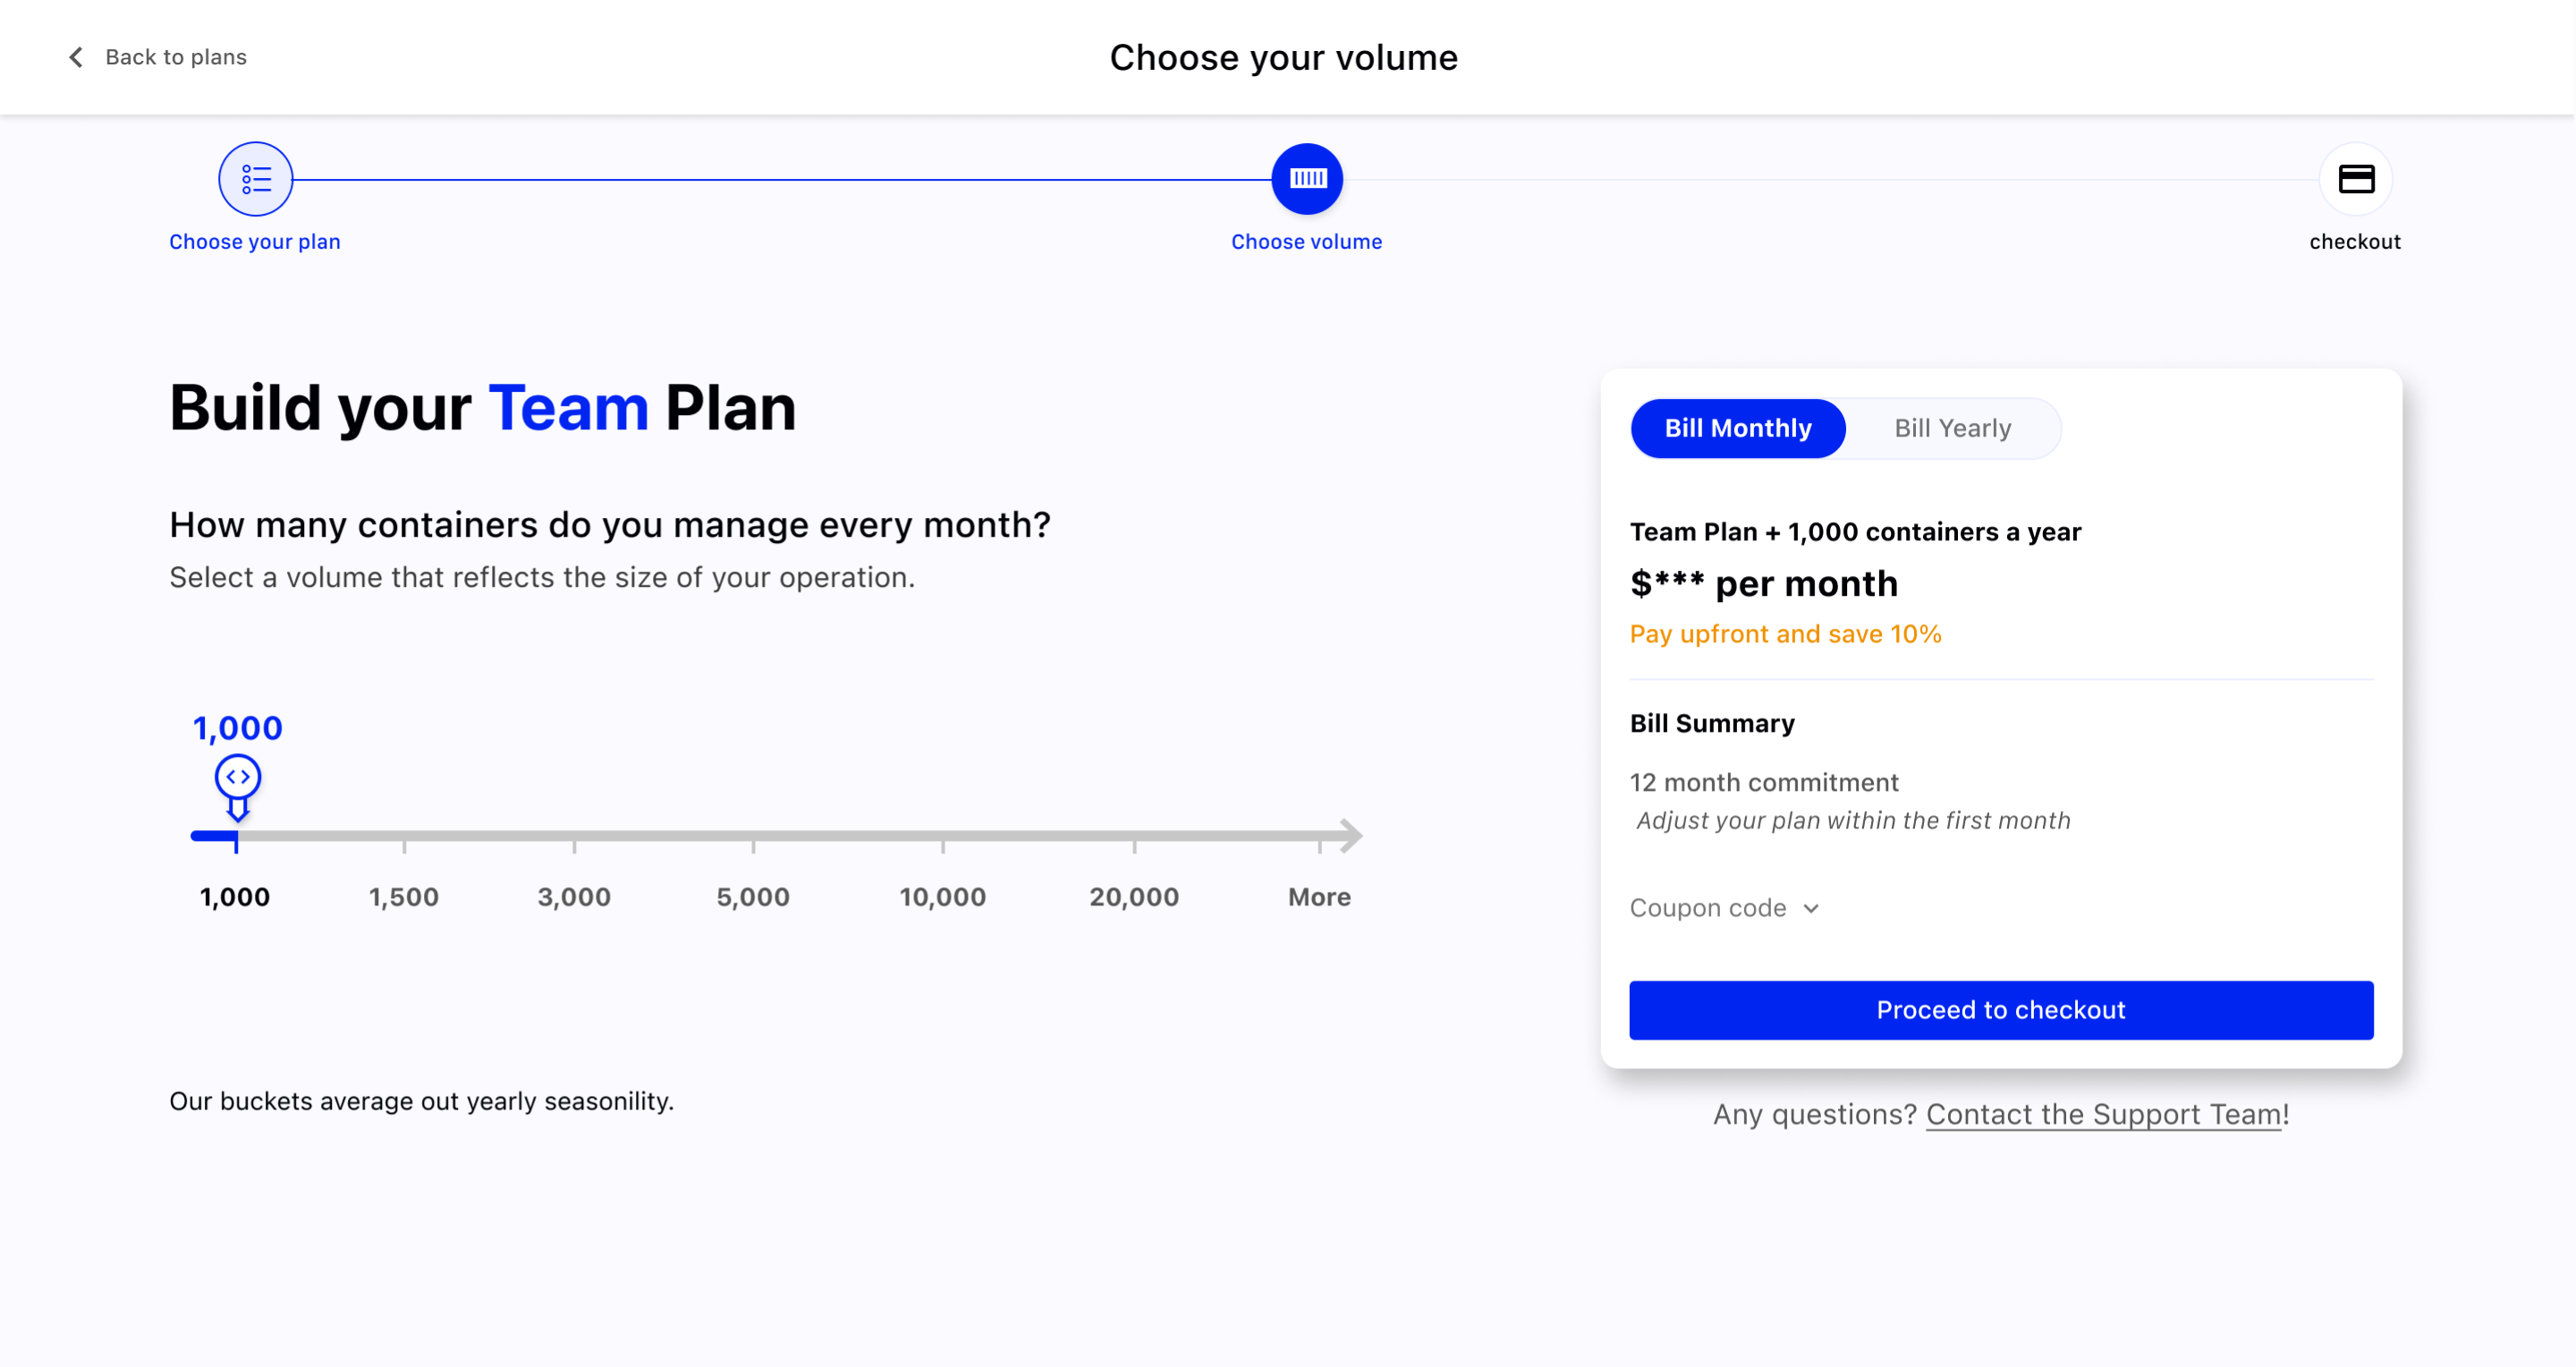 Back to plans
Choose your volume
Choose your plan
Choose volume
checkout
Build your Team Plan
How many containers do you manage every month?
Select a volume that reflects the size of your operation.
1,000
1,000
1,500
3,000
5,000
10,000
20,000
More
Our buckets average out yearly seasonility.
Bill Monthly
Bill Yearly
Team Plan + 1,000 containers a year
$*** per month
Pay upfront and save 10%
Bill Summary
12 month commitment
Adjust your plan within the first month
Coupon code
Proceed to checkout
Any questions? Contact the Support Team!